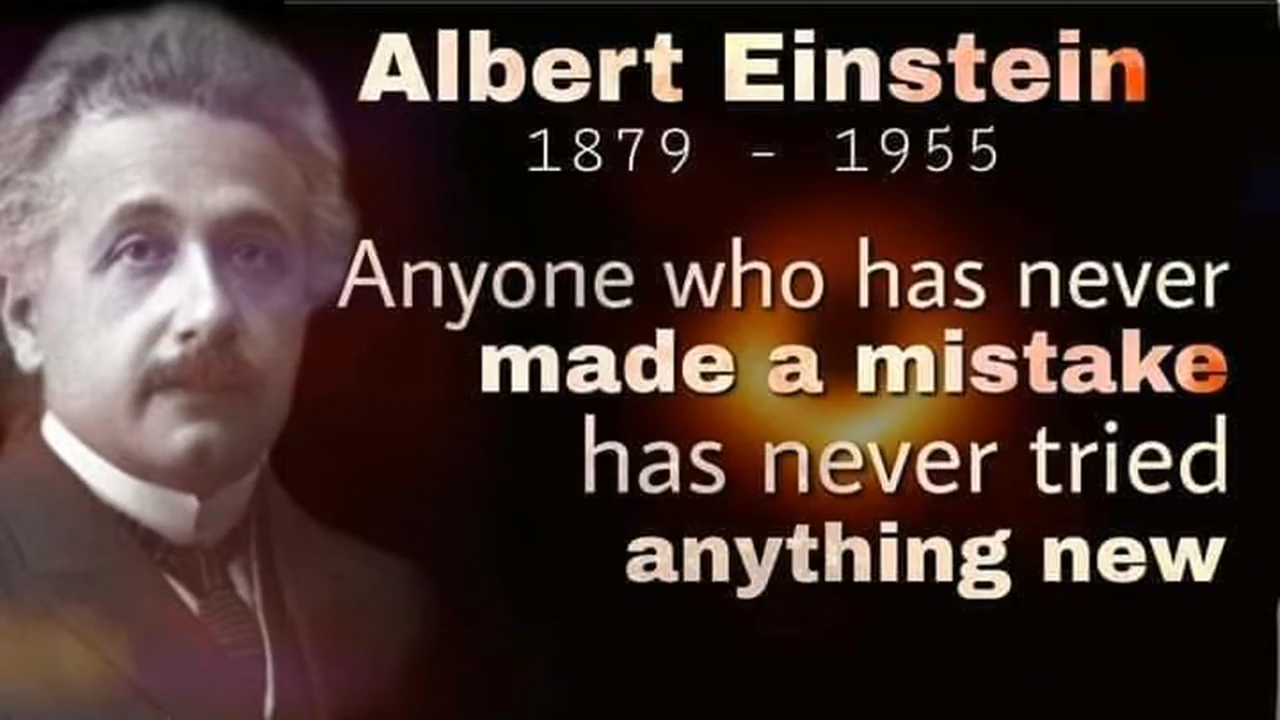 Albert Einstein
1879 - 1955
Anyone who has never
made a mistake
has never tried
anything new